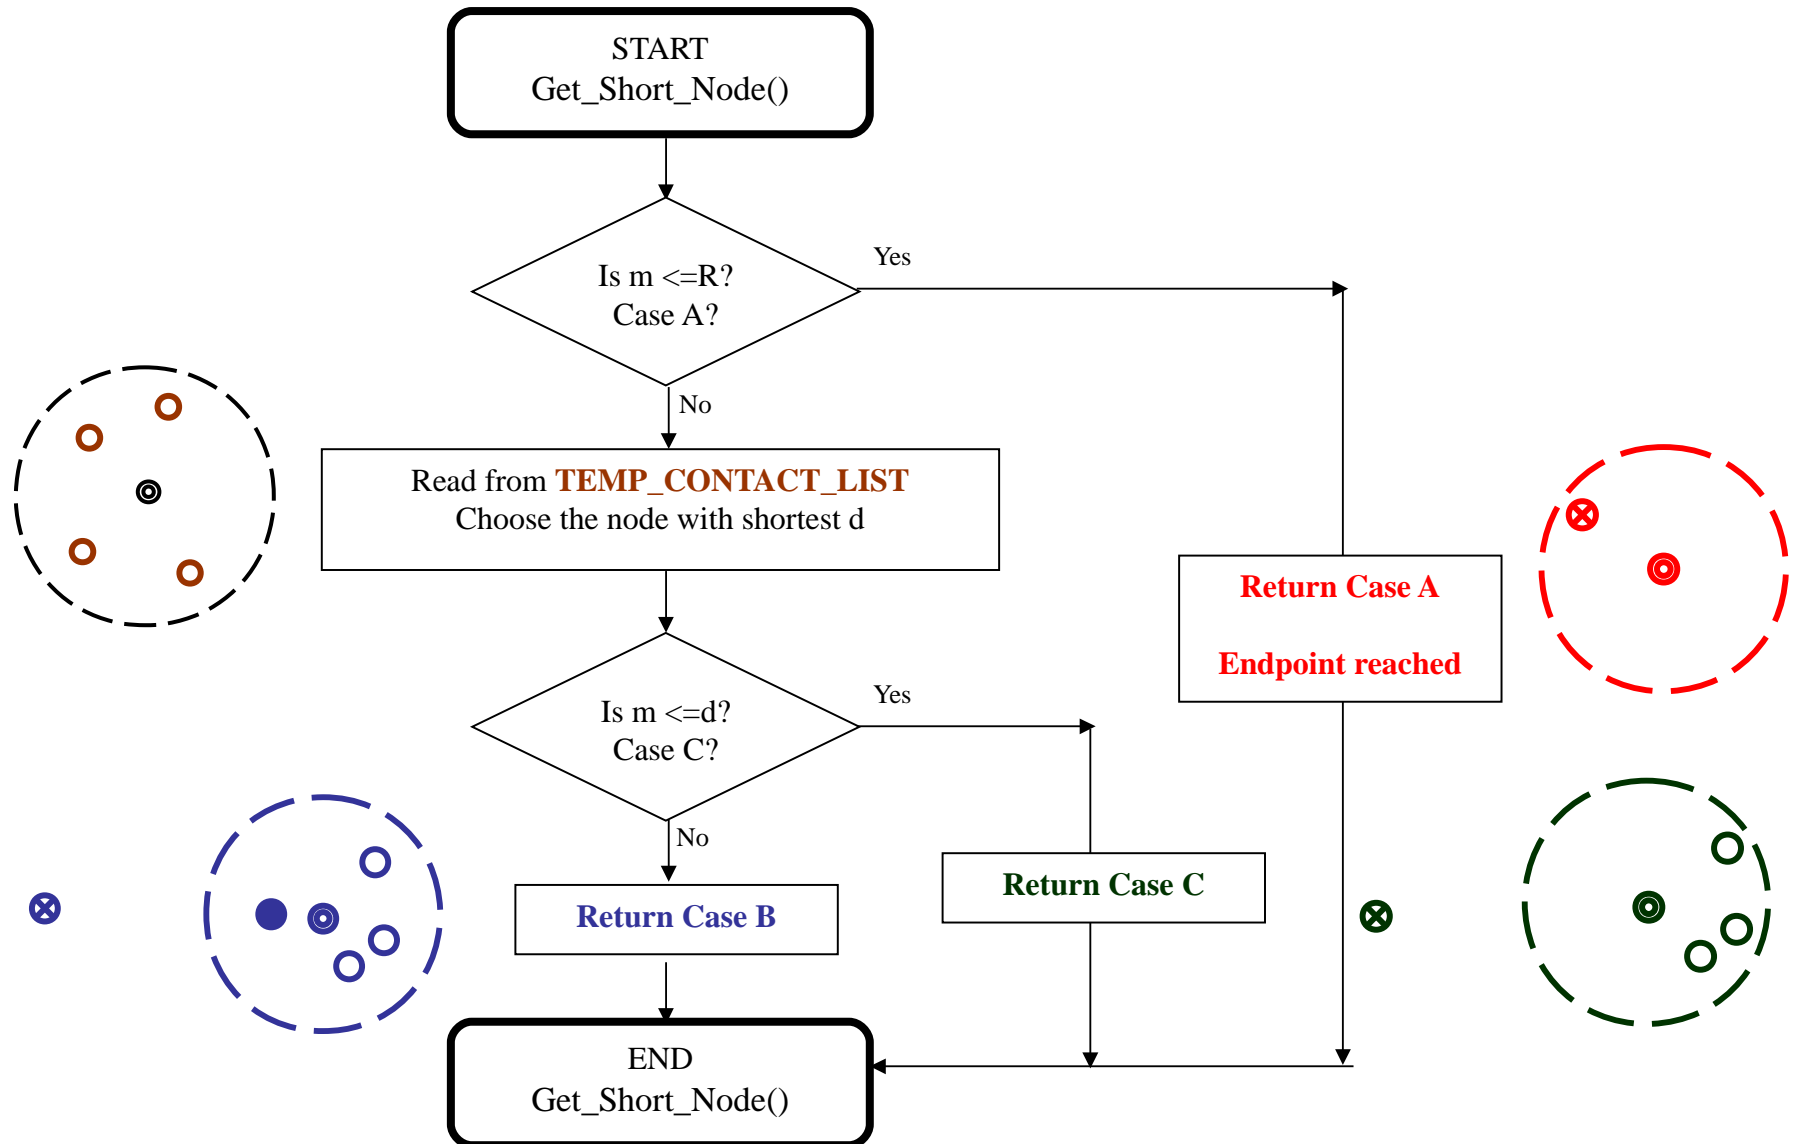 START
Get_Short_Node()
Yes
Is m <=R?
Case A?
No
Read from TEMP_CONTACT_LIST
Choose the node with shortest d
Return Case A
Endpoint reached
Yes
Is m <=d?
Case C?
No
Return Case C
Return Case B
END
Get_Short_Node()